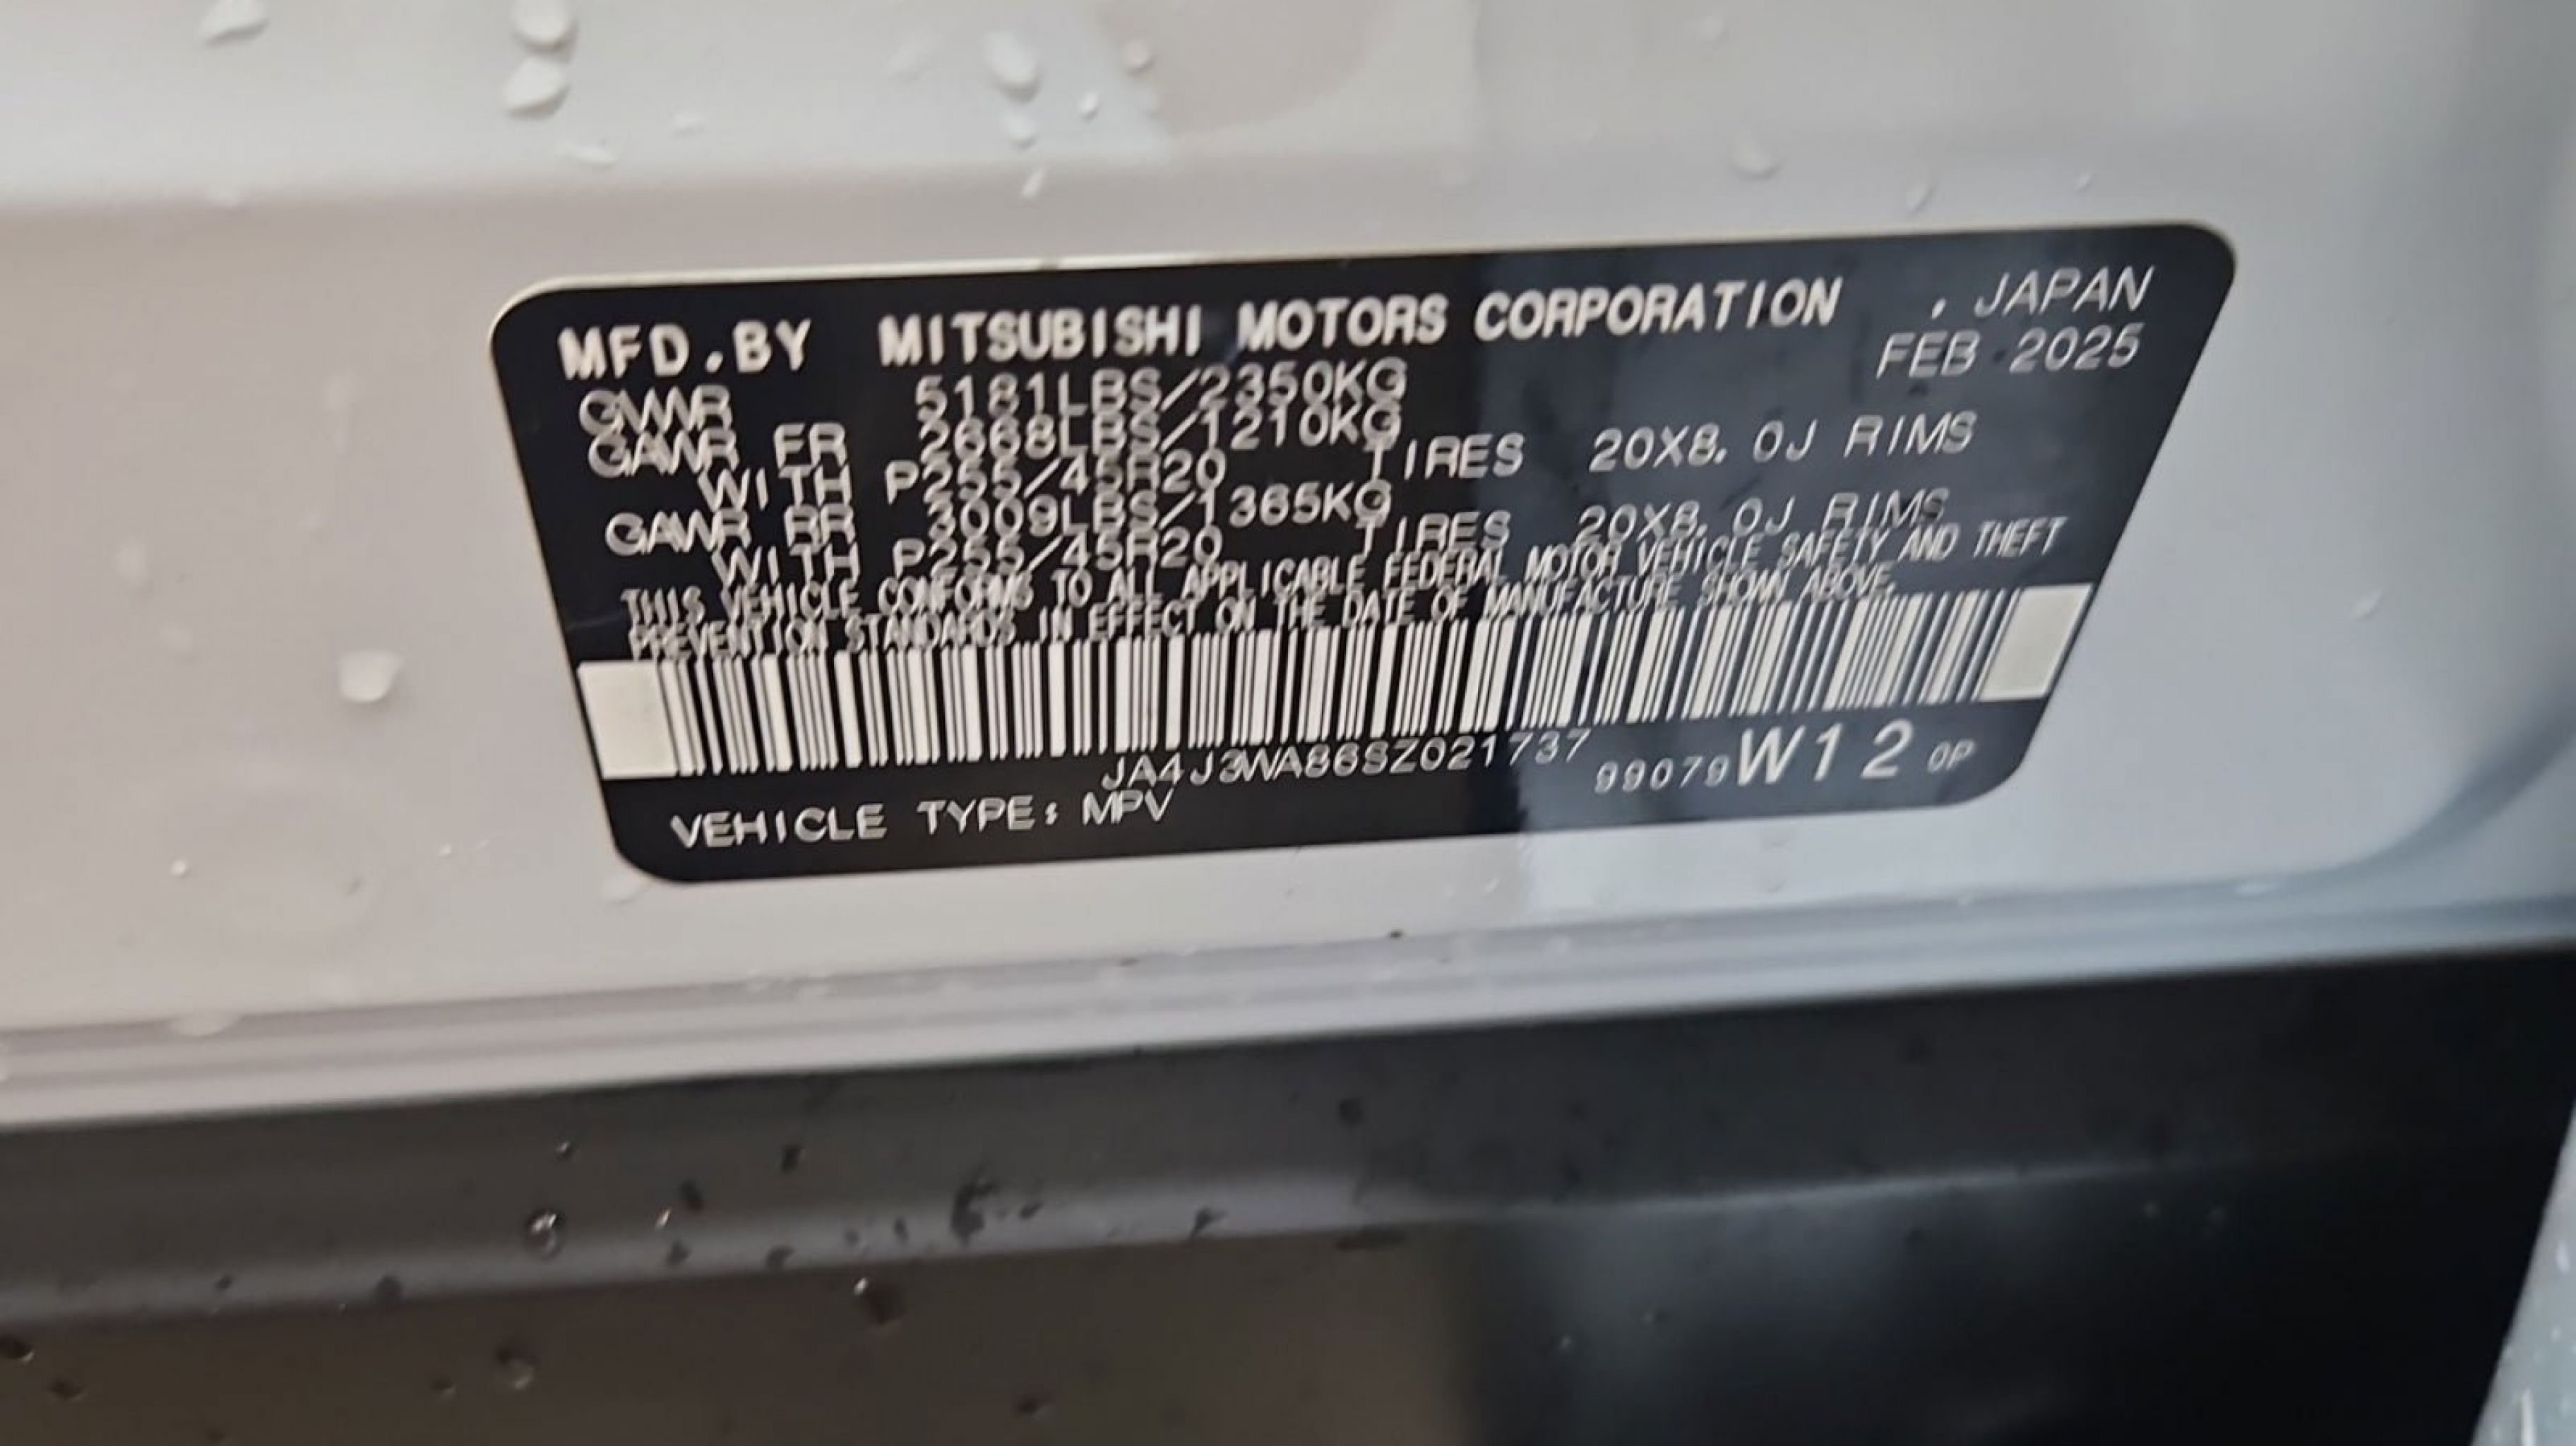 MFD.BY MITSUBISHI MOTORS CORPORATION , JAPAN
FEB 2025
GVWR 5181LBS/2350KG
GAWR FR 2668LBS/1210KG
WITH P255/45R20 TIRES 20X8.0J RIMS
GAWR RR 3009LBS/1365KG
WITH P255/45R20 TIRES 20X8.0J RIMS
THIS VEHICLE CONFORMS TO ALL APPLICABLE FEDERAL MOTOR VEHICLE SAFETY AND THEFT
PREVENTION STANDARDS IN EFFECT ON THE DATE OF MANUFACTURE SHOWN ABOVE.
JA4J3WA86SZ021737
99079 W12 0P
VEHICLE TYPE: MPV